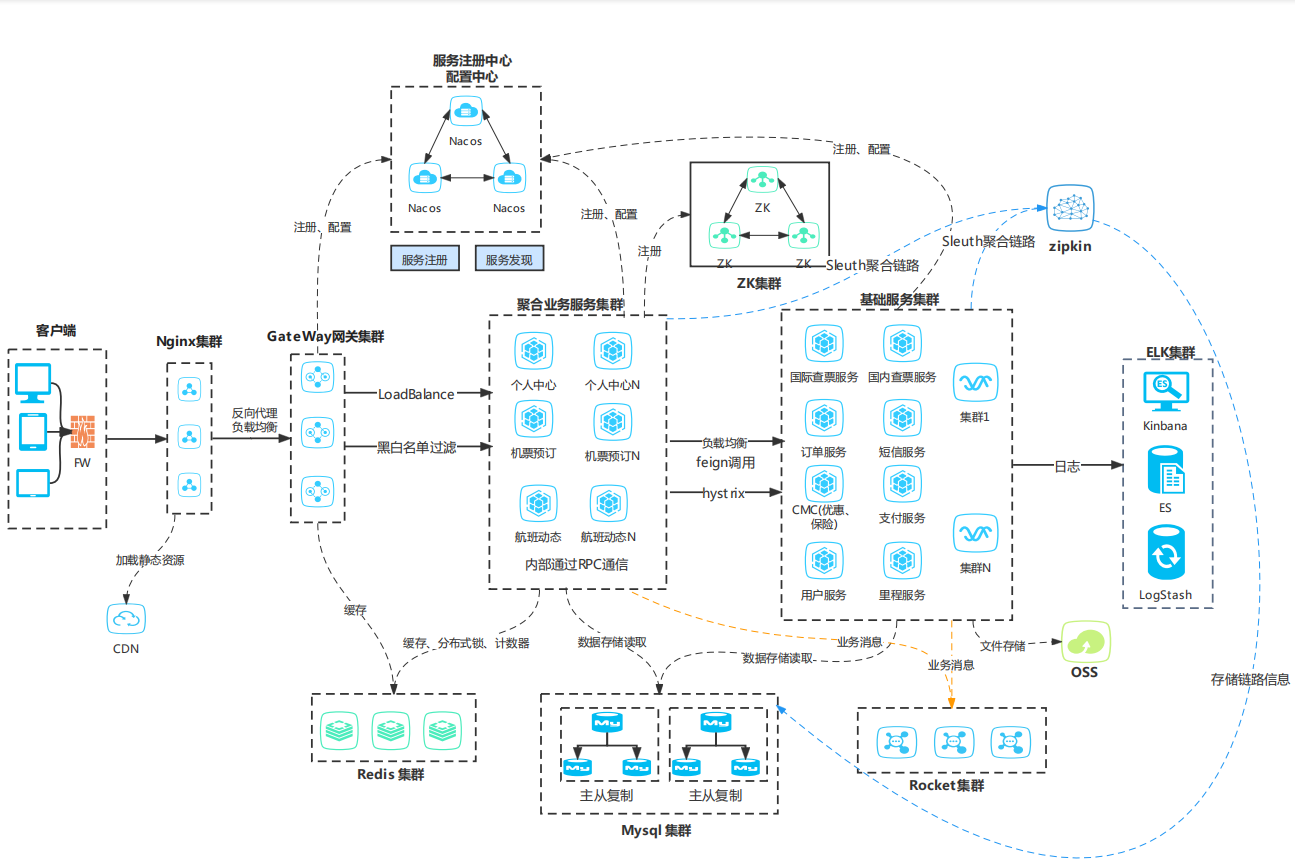 服务注册中心
配置中心
Nacos
Nacos
Nacos
服务注册
服务发现
注册、配置
注册、配置
注册、配置
注册
ZK
ZK
ZK
ZK集群
Sleuth聚合链路
Sleuth聚合链路
zipkin
客户端
FW
Nginx集群
反向代理
负载均衡
加载静态资源
CDN
GateWay网关集群
LoadBalance
黑白名单过滤
缓存
聚合业务服务集群
个人中心
个人中心N
机票预订
机票预订N
航班动态
航班动态N
内部通过RPC通信
负载均衡
feign调用
hystrix
基础服务集群
国际查票服务
国内查票服务
集群1
订单服务
短信服务
CMC(优惠、
保险)
支付服务
用户服务
里程服务
集群N
日志
ELK集群
Kinbana
ES
ES
LogStash
缓存、分布式锁、计数器
数据存储读取
数据存储读取
业务消息
业务消息
文件存储
OSS
存储链路信息
Redis 集群
主从复制
主从复制
Mysql 集群
Rocket集群